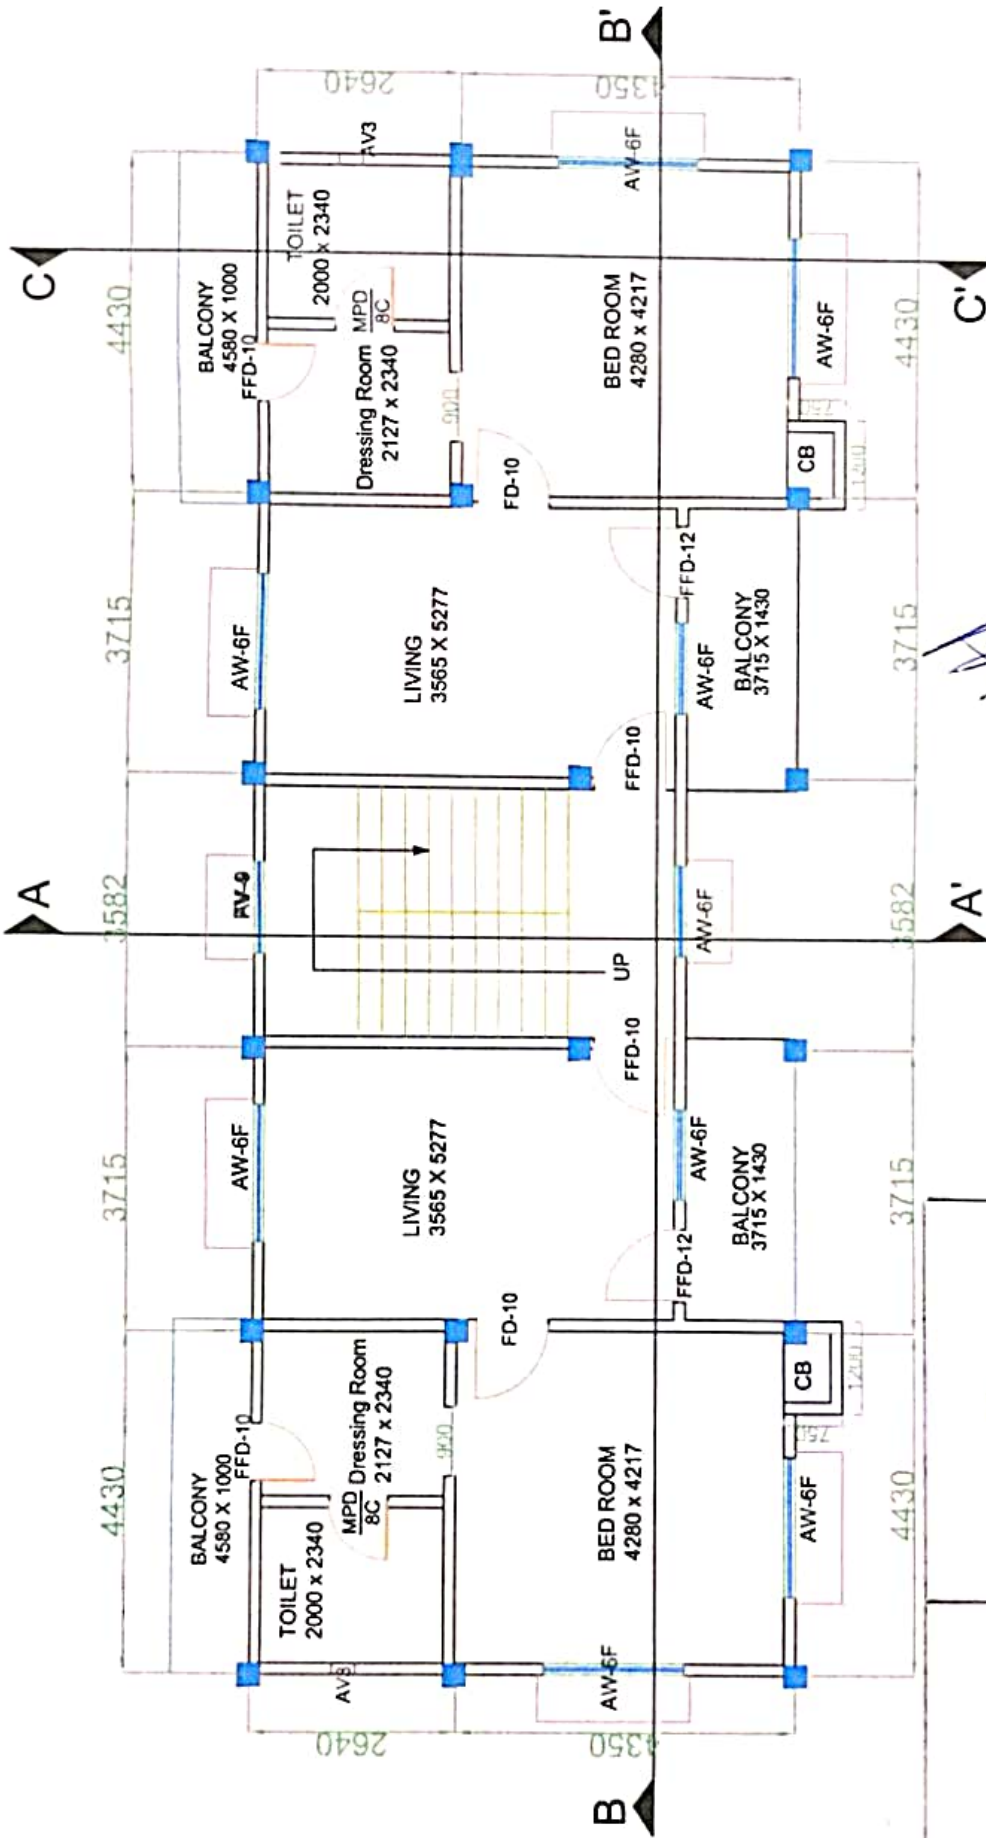 B
A
C
4430
3715
3582
3715
4430
BALCONY
4580 X 1000
FFD-10
AW-6F
AW-6F
BALCONY
4580 X 1000
FFD-10
TOILET
2000 x 2340
MPD
8C
Dressing Room
2127 x 2340
LIVING
3565 X 5277
LIVING
3565 X 5277
Dressing Room
2127 x 2340
MPD
8C
TOILET
2000 x 2340
AV3
2640
2640
900
900
FD-10
FD-10
UP
FFD-10
FFD-10
BED ROOM
4280 x 4217
BED ROOM
4280 x 4217
AW-6F
AW-6F
4350
4350
FFD-12
AW-6F
AW-6F
AW-6F
FFD-12
BALCONY
3715 X 1430
BALCONY
3715 X 1430
AW-6F
CB
750
1200
CB
750
1200
AW-6F
4430
3715
3582
3715
4430
A'
C'
B'